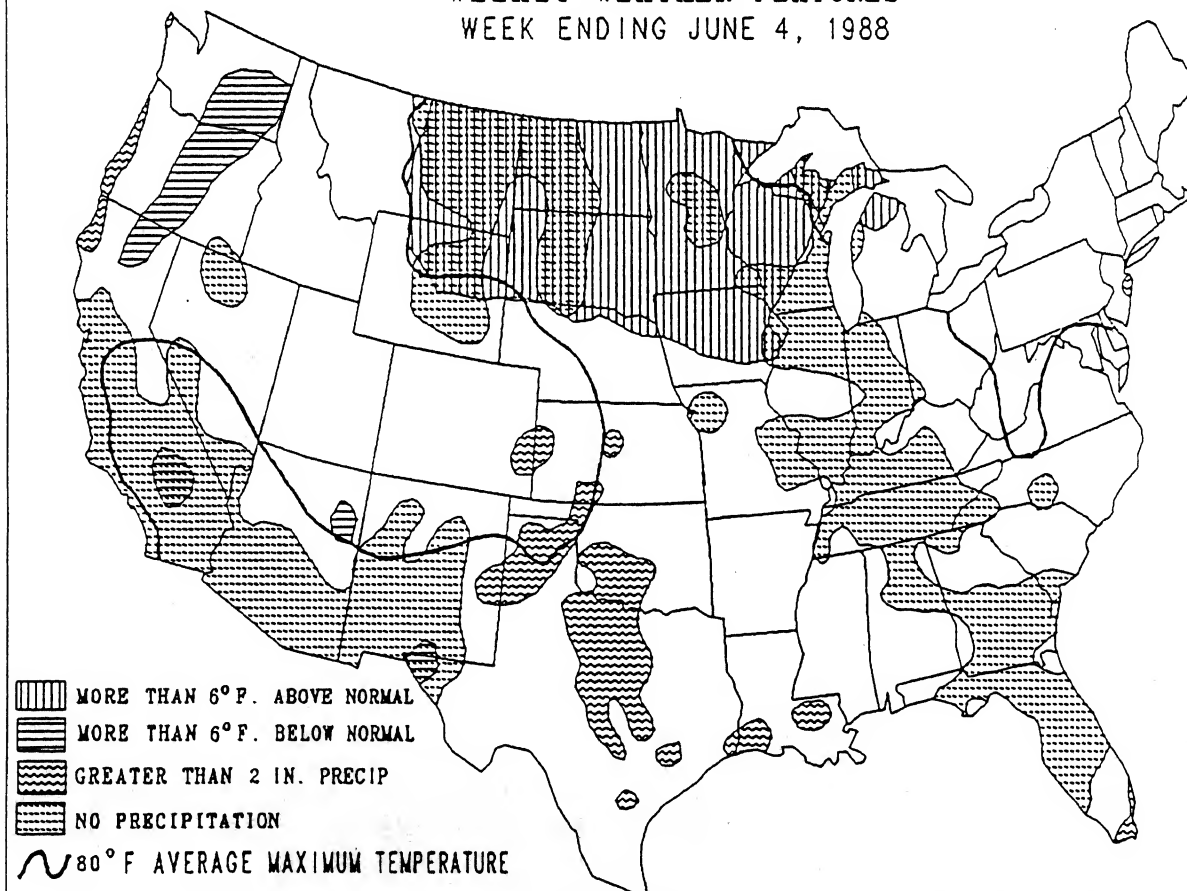 WEEK ENDING JUNE 4, 1988
MORE THAN 6°F. ABOVE NORMAL
MORE THAN 6°F. BELOW NORMAL
GREATER THAN 2 IN. PRECIP
NO PRECIPITATION
80°F AVERAGE MAXIMUM TEMPERATURE